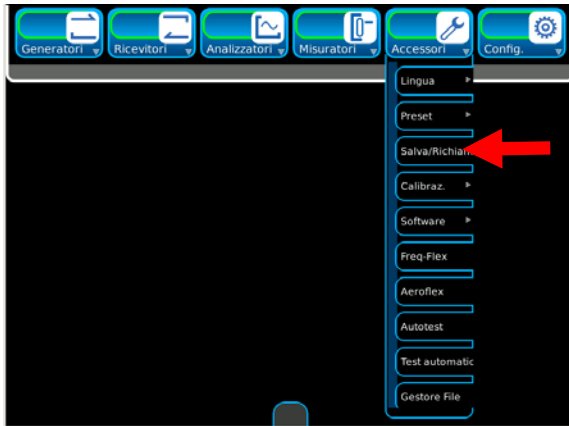 Generatori
Ricevitori
Analizzatori
Misuratori
Accessori
Config.
Lingua
Preset
Salva/Richiam
Calibraz.
Software
Freq-Flex
Aeroflex
Autotest
Test automatic
Gestore File